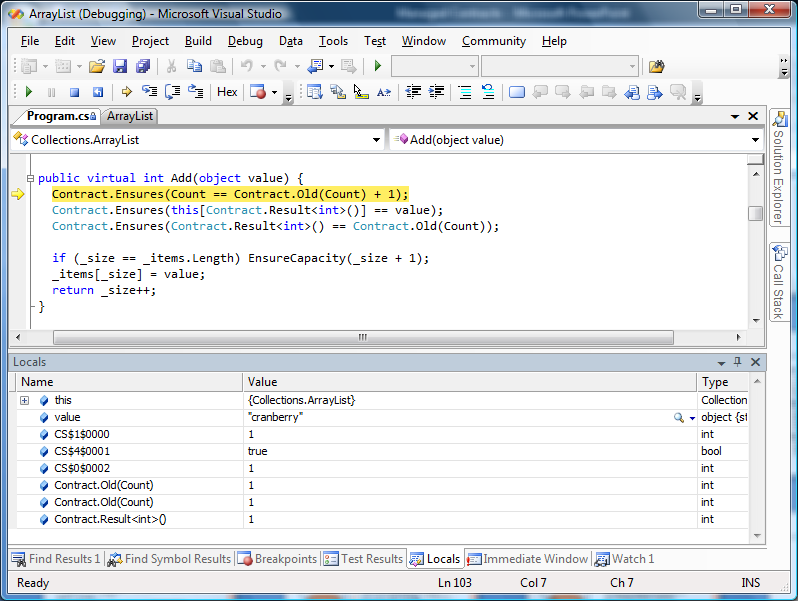 ArrayList (Debugging) - Microsoft Visual Studio
File Edit View Project Build Debug Data Tools Test Window Community Help
Hex
Program.cs ArrayList
Collections.ArrayList Add(object value)
public virtual int Add(object value) {
Contract.Ensures(Count == Contract.Old(Count) + 1);
Contract.Ensures(this[Contract.Result<int>()] == value);
Contract.Ensures(Contract.Result<int>() == Contract.Old(Count));
if (_size == _items.Length) EnsureCapacity(_size + 1);
_items[_size] = value;
return _size++;
}
Solution Explorer
Call Stack
Locals
Name Value Type
this {Collections.ArrayList} Collection
value "cranberry" object {st
CS$1$0000 1 int
CS$4$0001 true bool
CS$0$0002 1 int
Contract.Old(Count) 1 int
Contract.Old(Count) 1 int
Contract.Result<int>() 1 int
Find Results 1 Find Symbol Results Breakpoints Test Results Locals Immediate Window Watch 1
Ready Ln 103 Col 7 Ch 7 INS